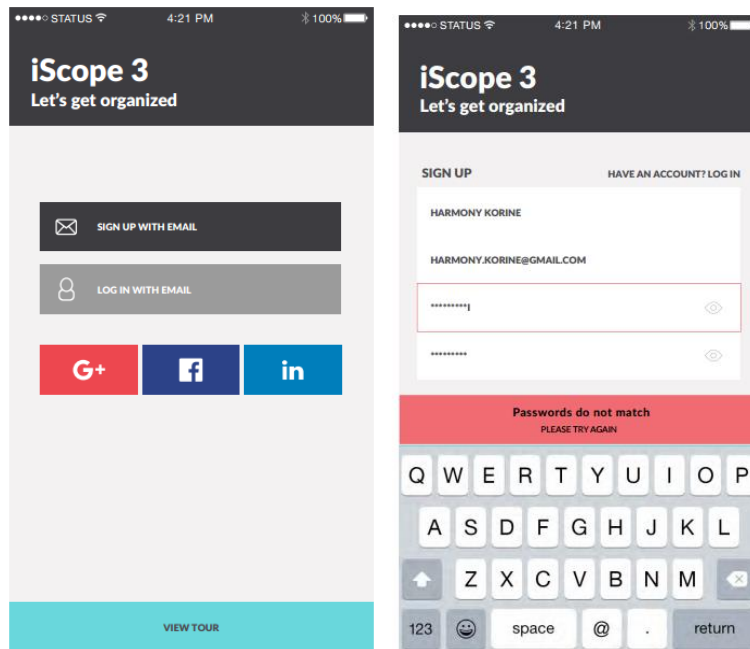 STATUS 4:21 PM 100%
iScope 3
Let's get organized
SIGN UP WITH EMAIL
LOG IN WITH EMAIL
G+ f in
VIEW TOUR
STATUS 4:21 PM 100%
iScope 3
Let's get organized
SIGN UP HAVE AN ACCOUNT? LOG IN
HARMONY KORINE
HARMONY.KORINE@GMAIL.COM
*********I
*********
Passwords do not match
PLEASE TRY AGAIN
Q W E R T Y U I O P
A S D F G H J K L
Z X C V B N M
123 space @ . return